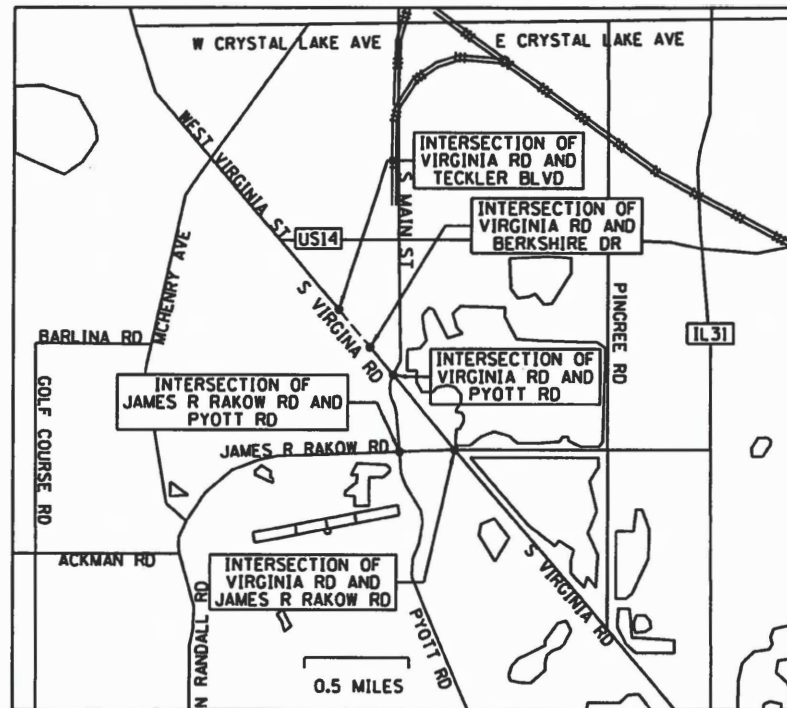 W CRYSTAL LAKE AVE
E CRYSTAL LAKE AVE
WEST VIRGINIA ST
INTERSECTION OF
VIRGINIA RD AND
TECKLER BLVD
S MAIN ST
INTERSECTION OF
VIRGINIA RD AND
BERKSHIRE DR
US14
MCHENRY AVE
S VIRGINA RD
PINGREE RD
IL31
BARLINA RD
INTERSECTION OF
VIRGINIA RD AND
PYOTT RD
GOLF COURSE RD
INTERSECTION OF
JAMES R RAKOW RD AND
PYOTT RD
JAMES R RAKOW RD
ACKMAN RD
INTERSECTION OF
VIRGINIA RD AND
JAMES R RAKOW RD
S VIRGINIA RD
N RANDALL RD
PYOTT RD
0.5 MILES